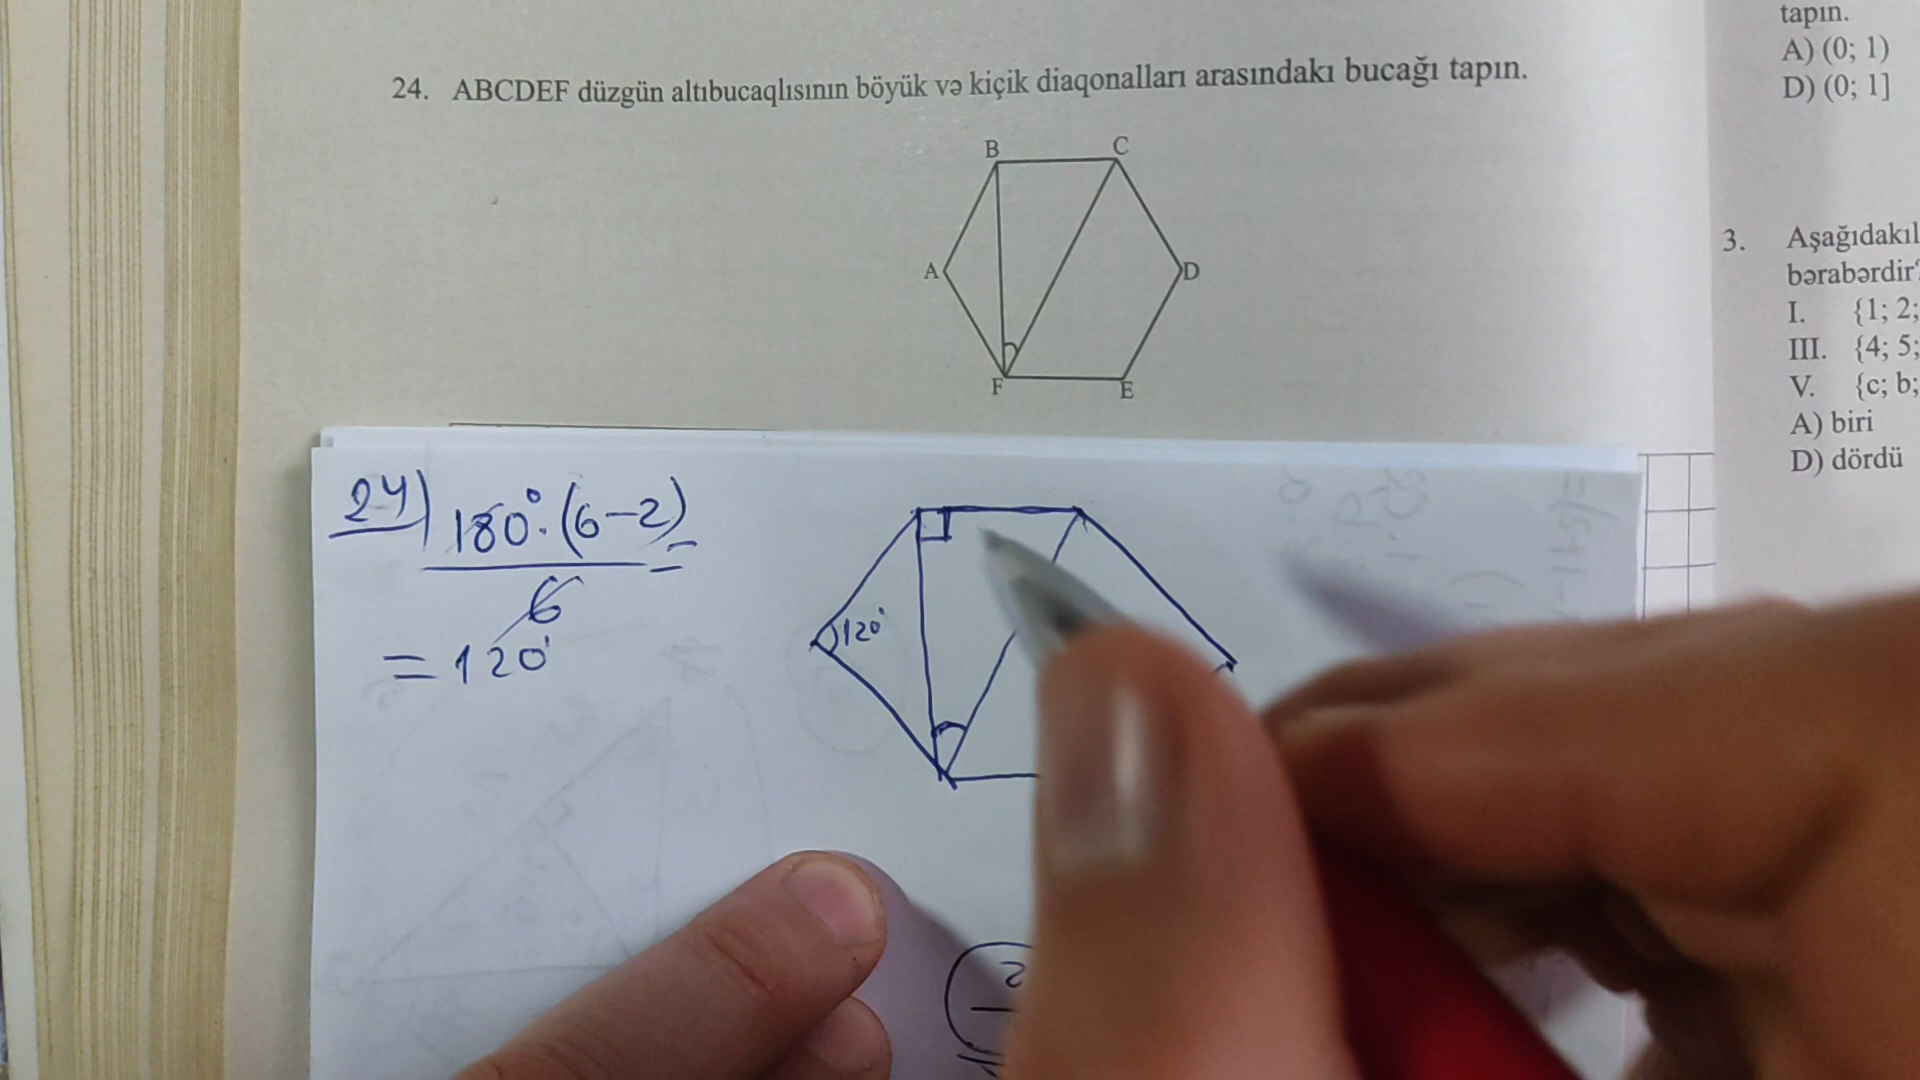 24. ABCDEF düzgün altıbucaqlısının böyük və kiçik diaqonalları arasındakı bucağı tapın.
B
C
A
D
F
E
tapın.
A) (0; 1)
D) (0; 1]
3. Aşağıdakıl
bərabərdir?
I. {1; 2;
III. {4; 5;
V. {c; b;
A) biri
D) dördü
24) 180°·(6-2) =
6
= 120°
120°
2